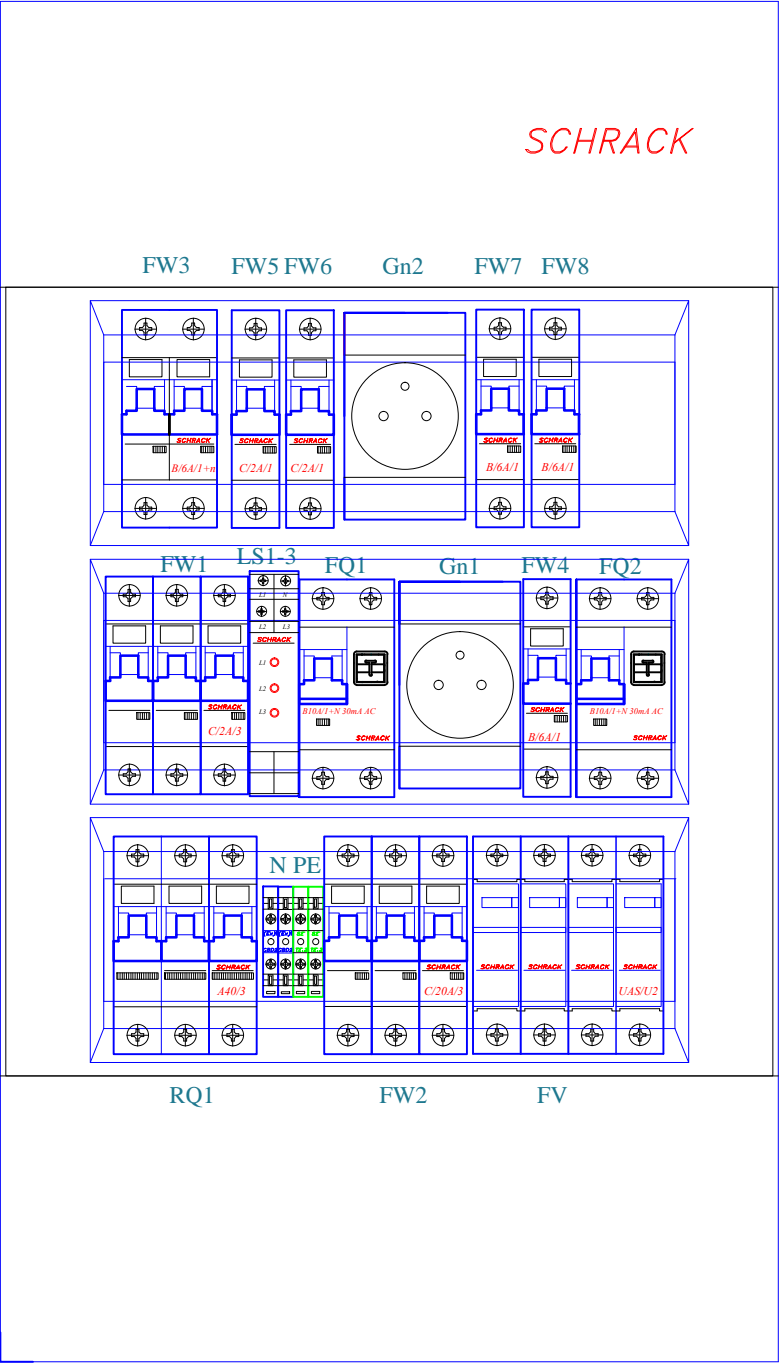 SCHRACK
FW3 FW5 FW6 Gn2 FW7 FW8
SCHRACK SCHRACK SCHRACK SCHRACK SCHRACK
B/6A/1+n C/2A/1 C/2A/1 B/6A/1 B/6A/1
FW1 LS1-3 FQ1 Gn1 FW4 FQ2
L1 N
L2 L3
SCHRACK
L1
L2
L3
SCHRACK
C/2A/3
B10A/1+N 30mA AC
SCHRACK
SCHRACK
B/6A/1
B10A/1+N 30mA AC
SCHRACK
N PE
SCHRACK
A40/3
SCHRACK
C/20A/3
SCHRACK SCHRACK SCHRACK SCHRACK
UAS/U2
RQ1 FW2 FV